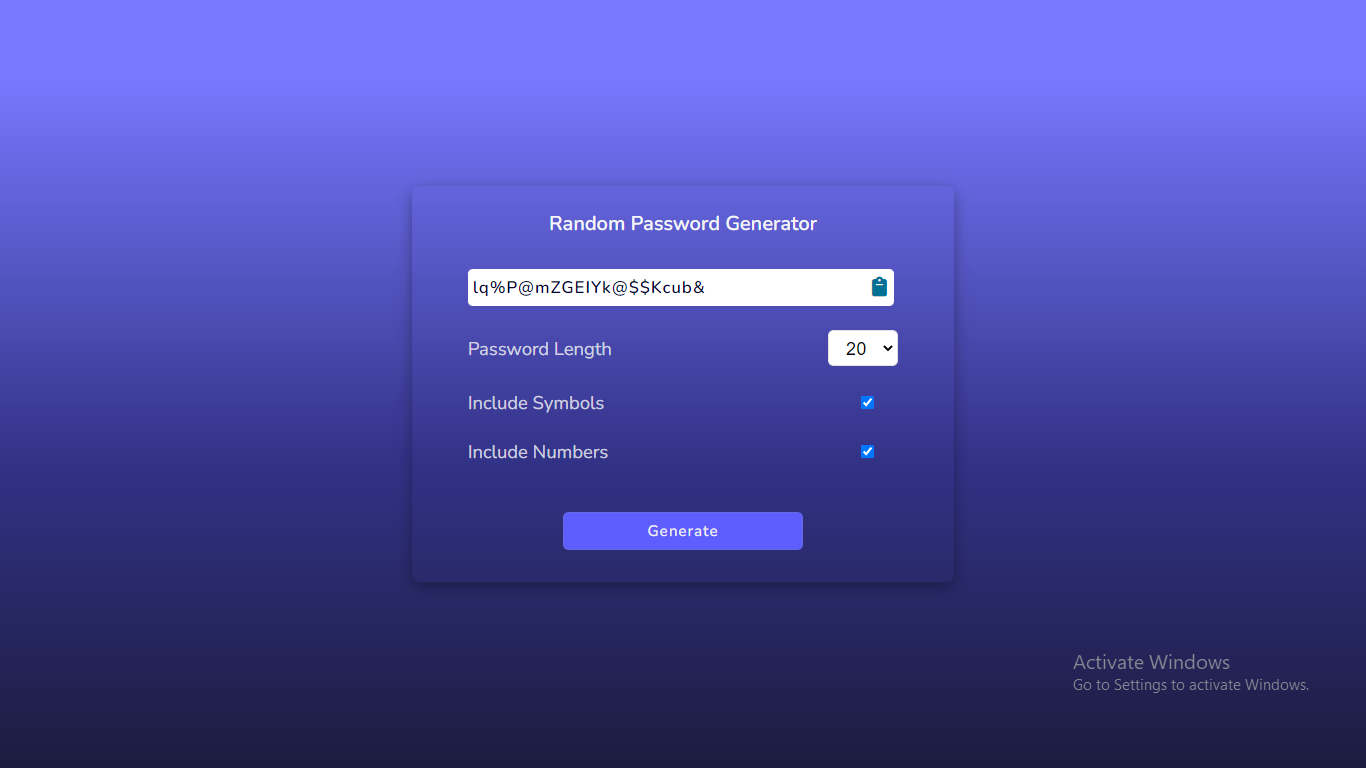 Random Password Generator
lq%P@mZGEIYk@$$Kcub&
Password Length 20
Include Symbols
Include Numbers
Generate
Activate Windows
Go to Settings to activate Windows.